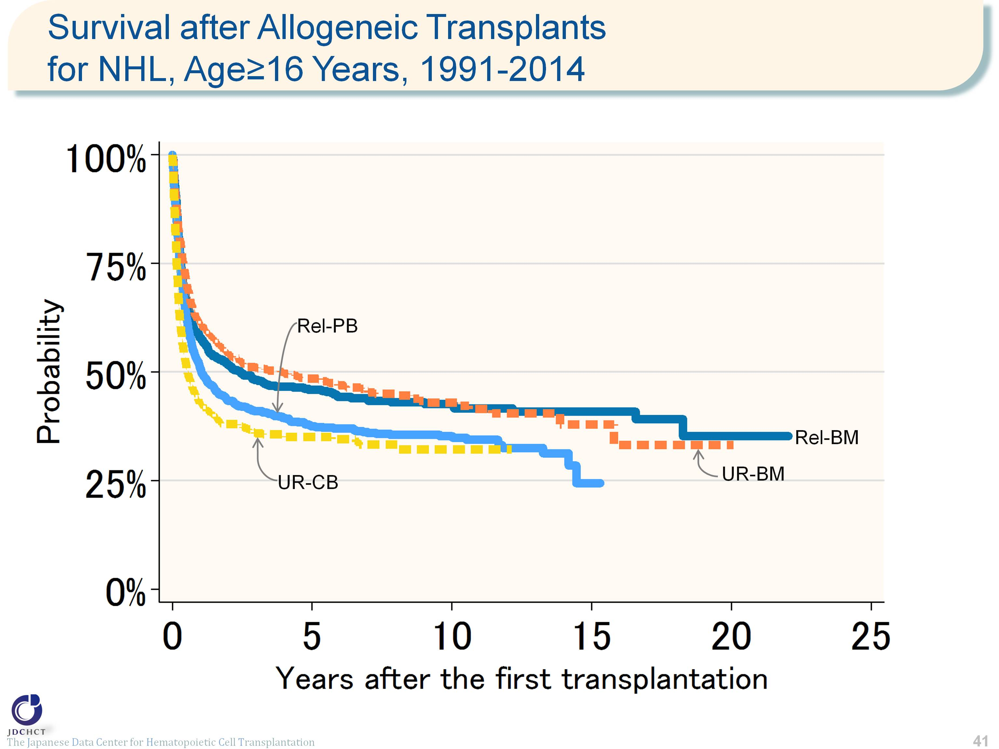 Survival after Allogeneic Transplants
for NHL, Age≥16 Years, 1991-2014
100%
75%
50%
25%
0%
Probability
Rel-PB
Rel-BM
UR-BM
UR-CB
0 5 10 15 20 25
Years after the first transplantation
JDCHCT
The Japanese Data Center for Hematopoietic Cell Transplantation
41